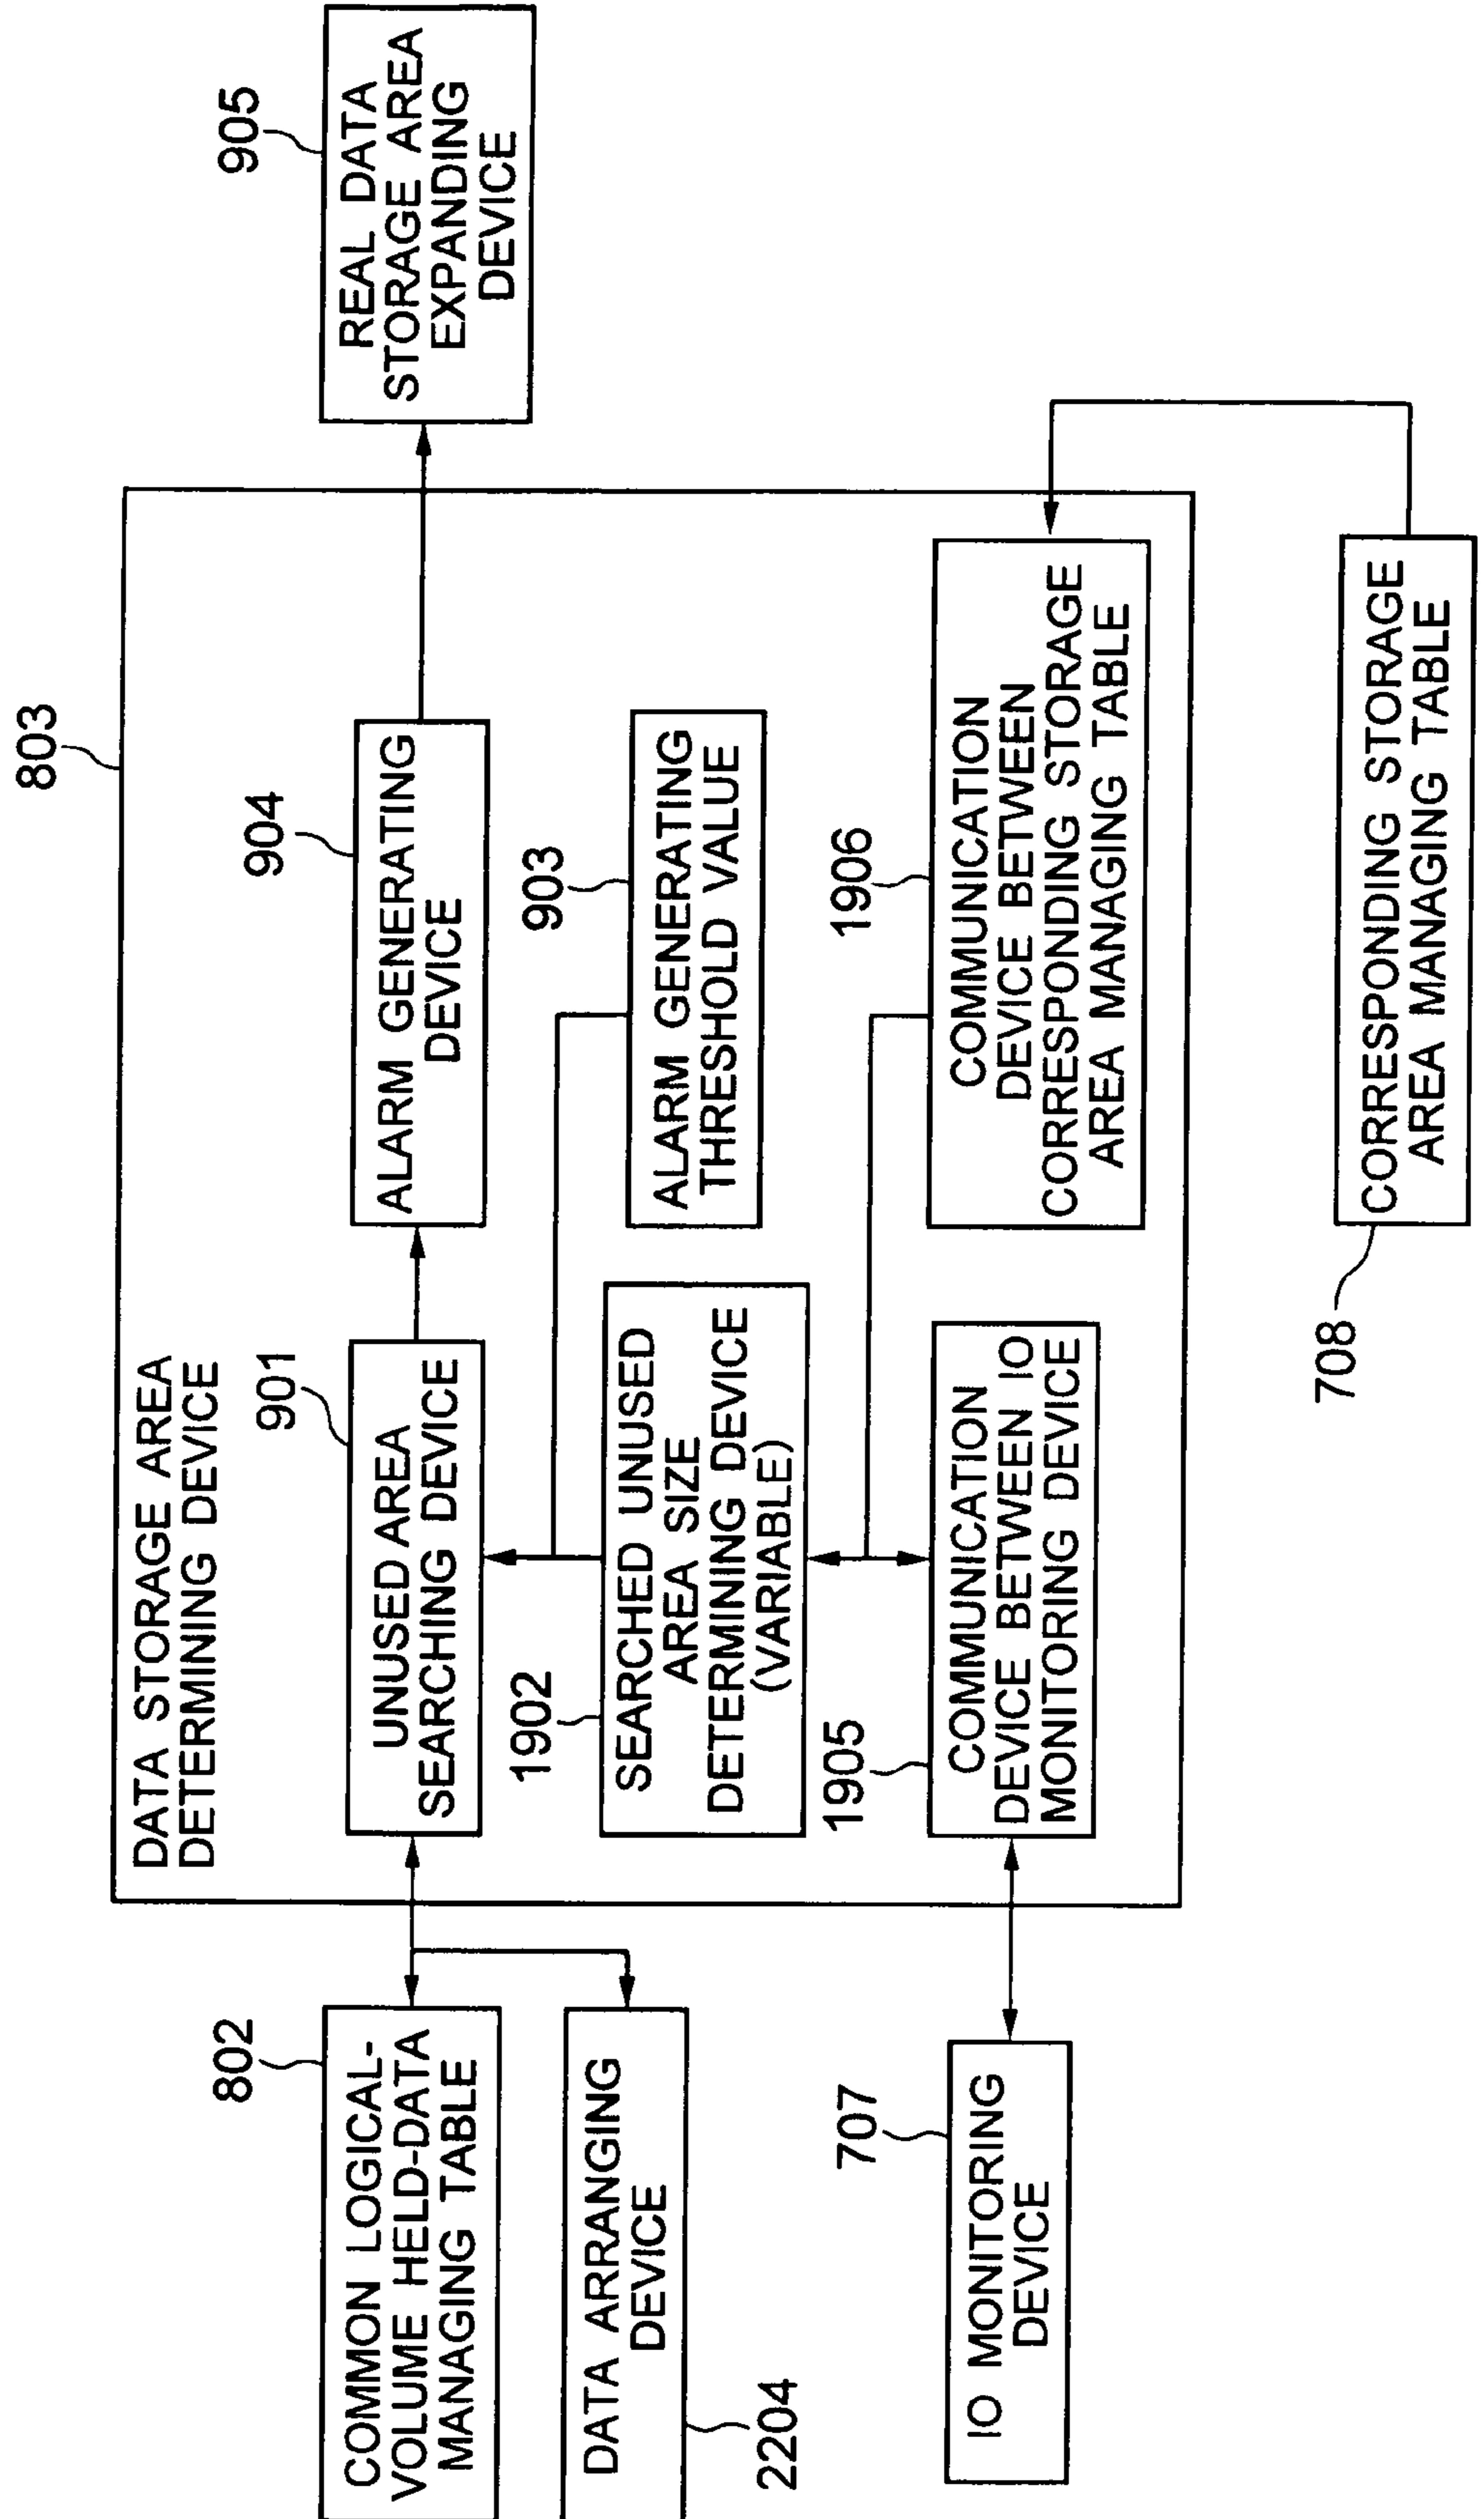 803
DATA STORAGE AREA
DETERMINING DEVICE
802
COMMON LOGICAL-
VOLUME HELD-DATA
MANAGING TABLE
901
UNUSED AREA
SEARCHING DEVICE
904
ALARM GENERATING
DEVICE
905
REAL DATA
STORAGE AREA
EXPANDING
DEVICE
DATA ARRANGING
DEVICE
2204
1902
SEARCHED UNUSED
AREA SIZE
DETERMINING DEVICE
(VARIABLE)
903
ALARM GENERATING
THRESHOLD VALUE
707
IO MONITORING
DEVICE
1905
COMMUNICATION
DEVICE BETWEEN IO
MONITORING DEVICE
1906
COMMUNICATION
DEVICE BETWEEN
CORRESPONDING STORAGE
AREA MANAGING TABLE
708
CORRESPONDING STORAGE
AREA MANAGING TABLE